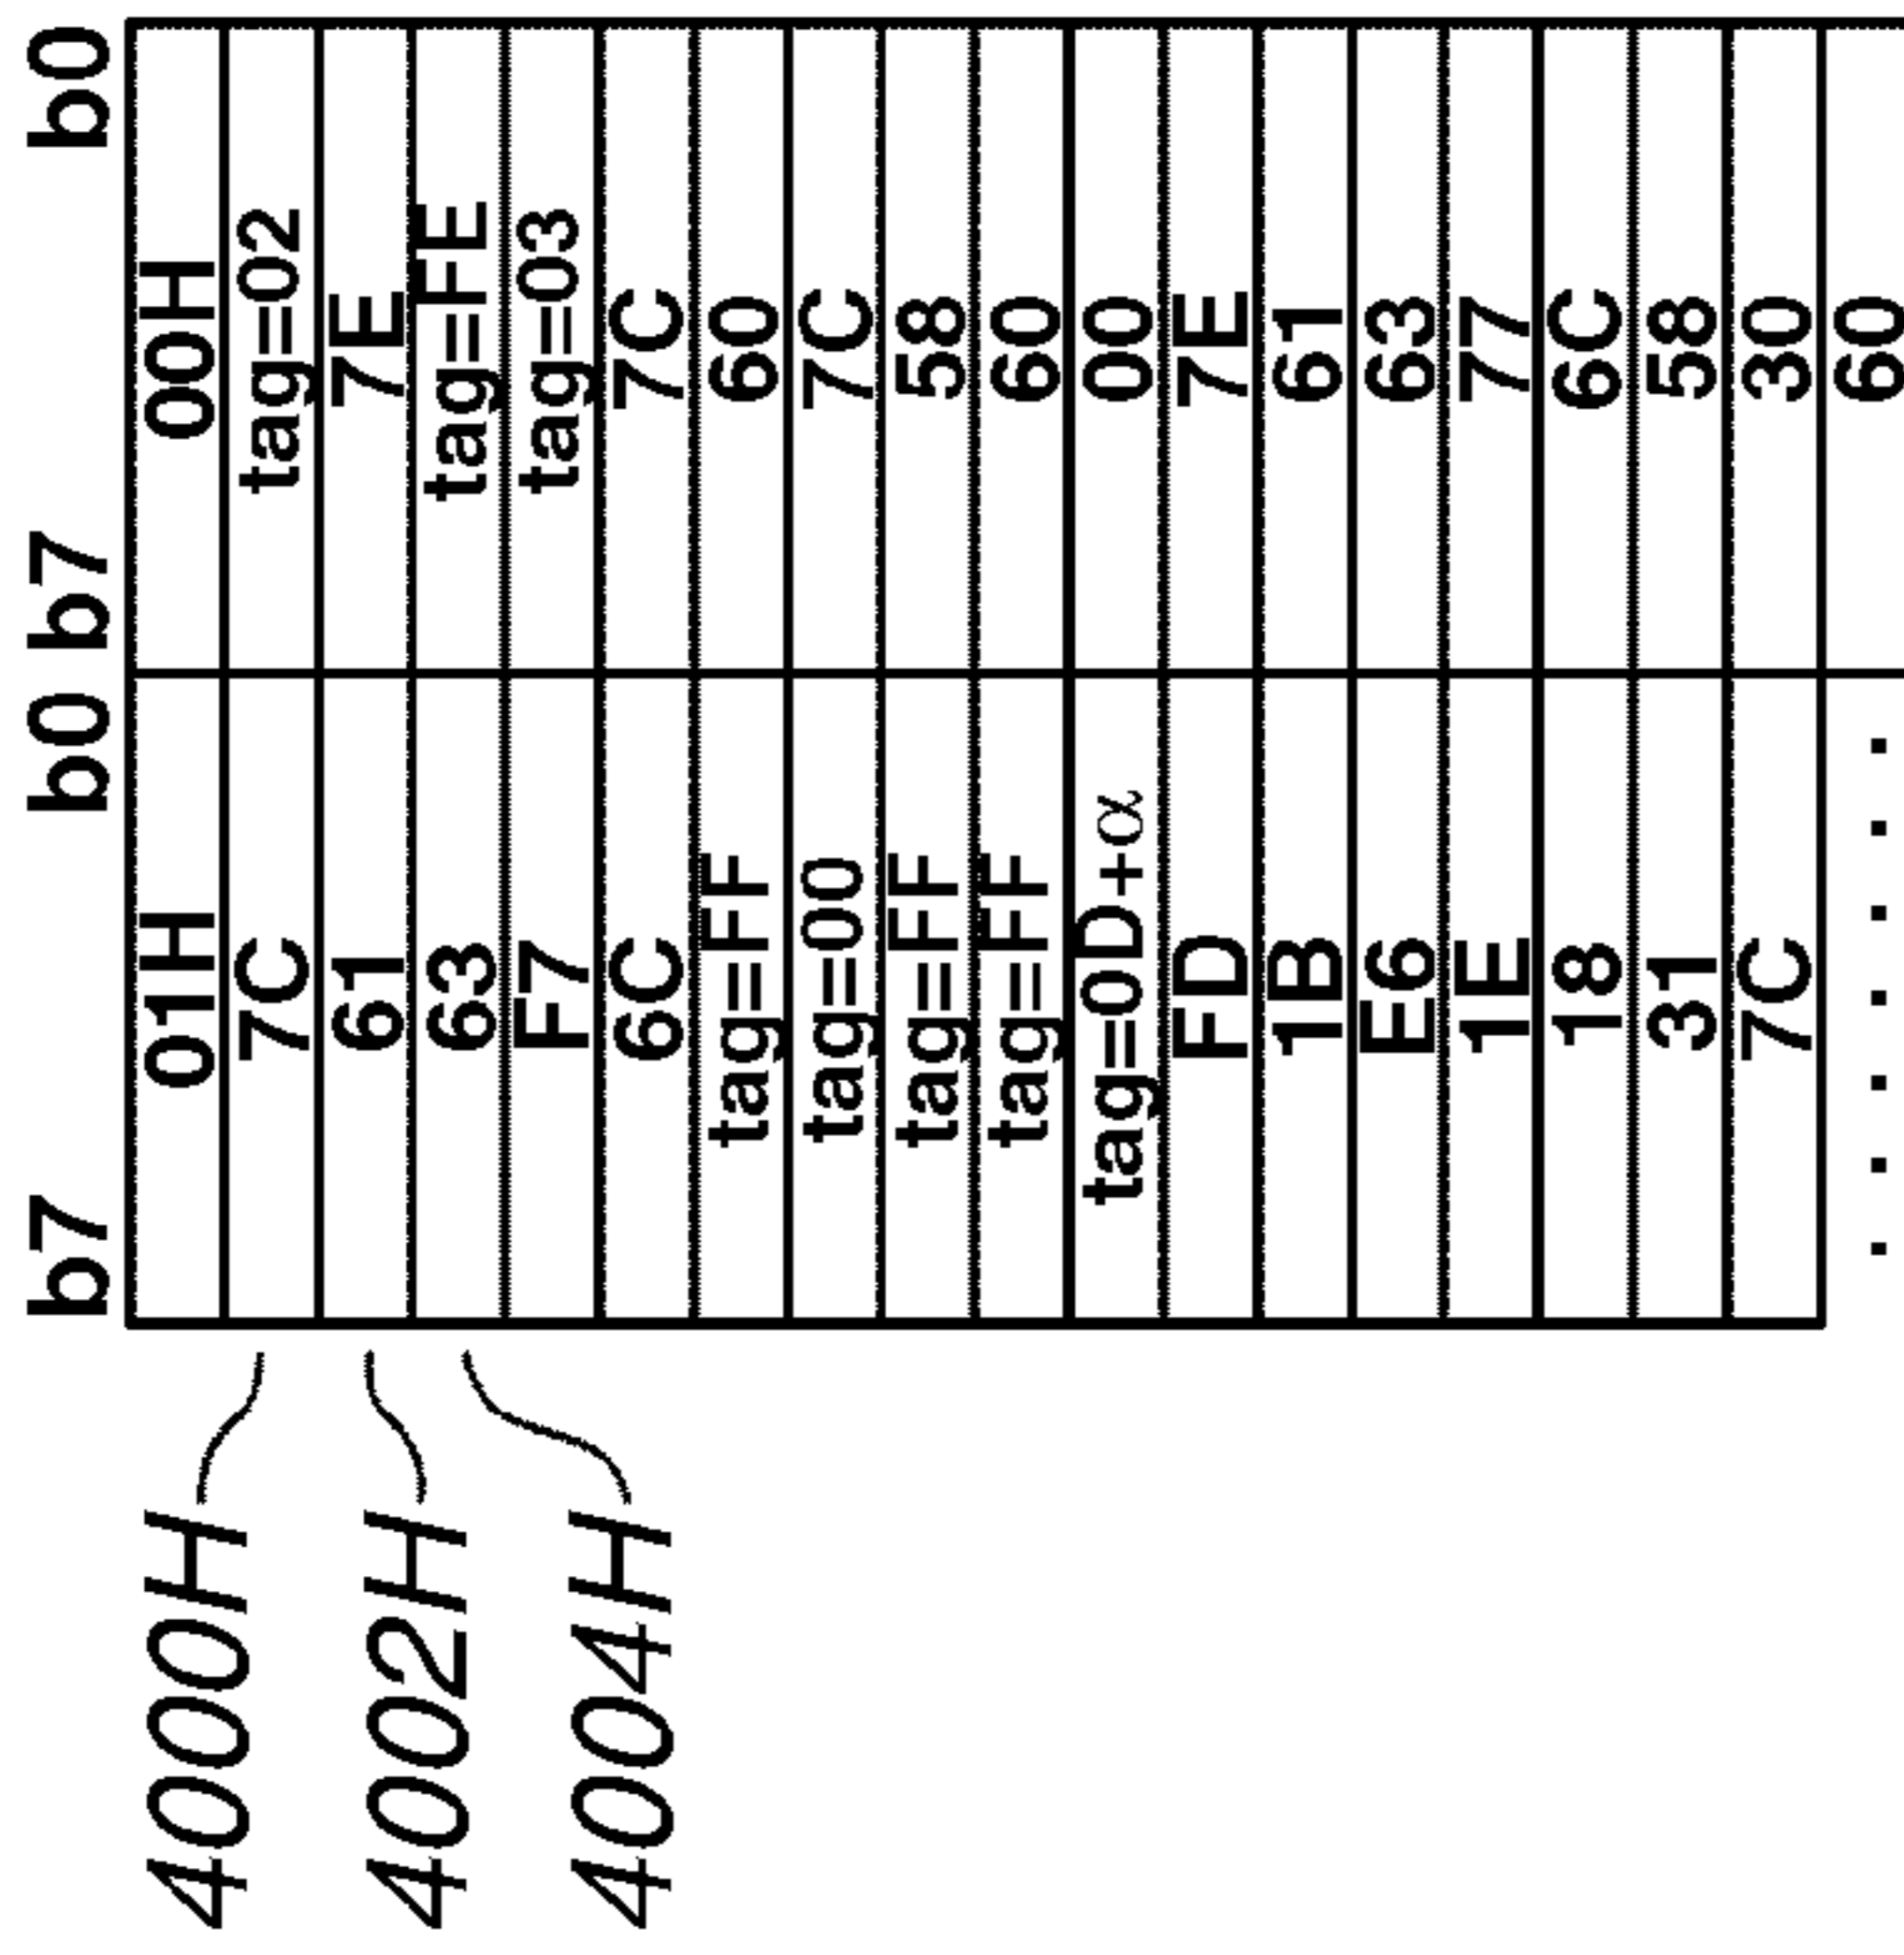 b7 b0 b7 b0
01H 00H
4000H 7C tag=02
4002H 61 7E
4004H 63 tag=FE
F7 tag=03
6C 7C
tag=FF 60
tag=00 7C
tag=FF 58
tag=FF 60
tag=0D+α 00
FD 7E
1B 61
E6 63
1E 77
18 6C
31 58
7C 30
. . . . . . . 60